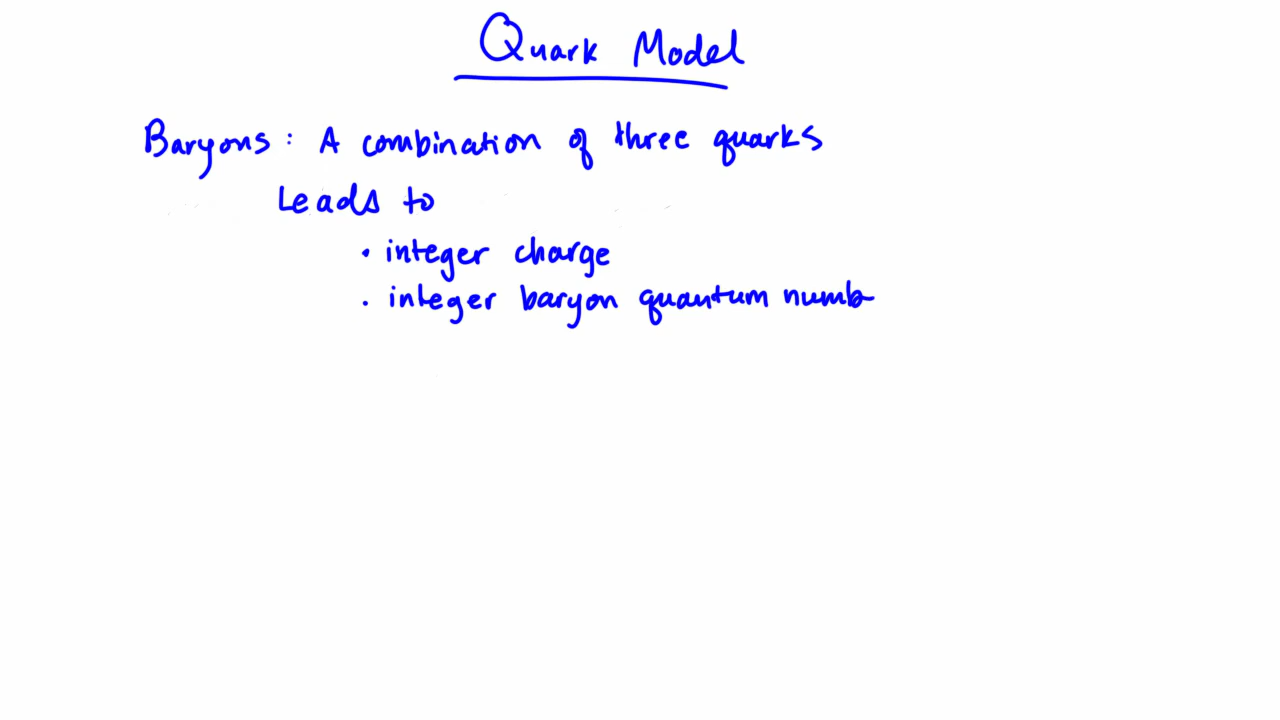 Quark Model
Baryons: A combination of three quarks
Leads to
• integer charge
• integer baryon quantum numb